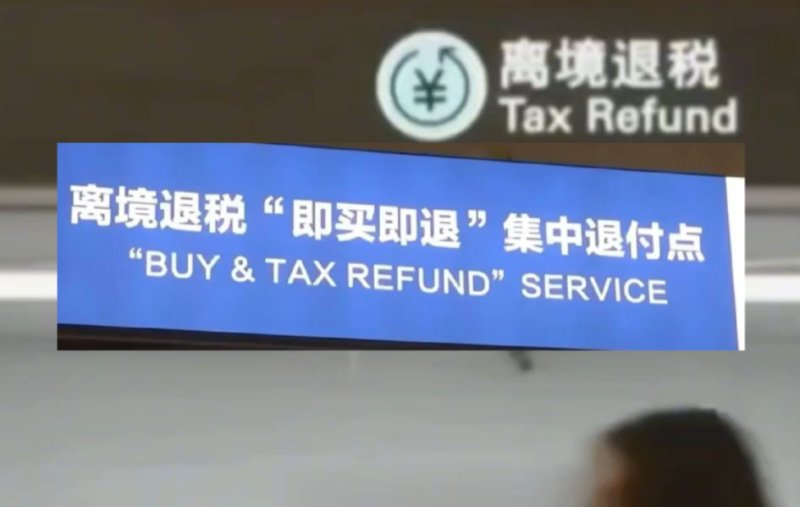 离境退税
Tax Refund
离境退税“即买即退”集中退付点
“BUY & TAX REFUND” SERVICE